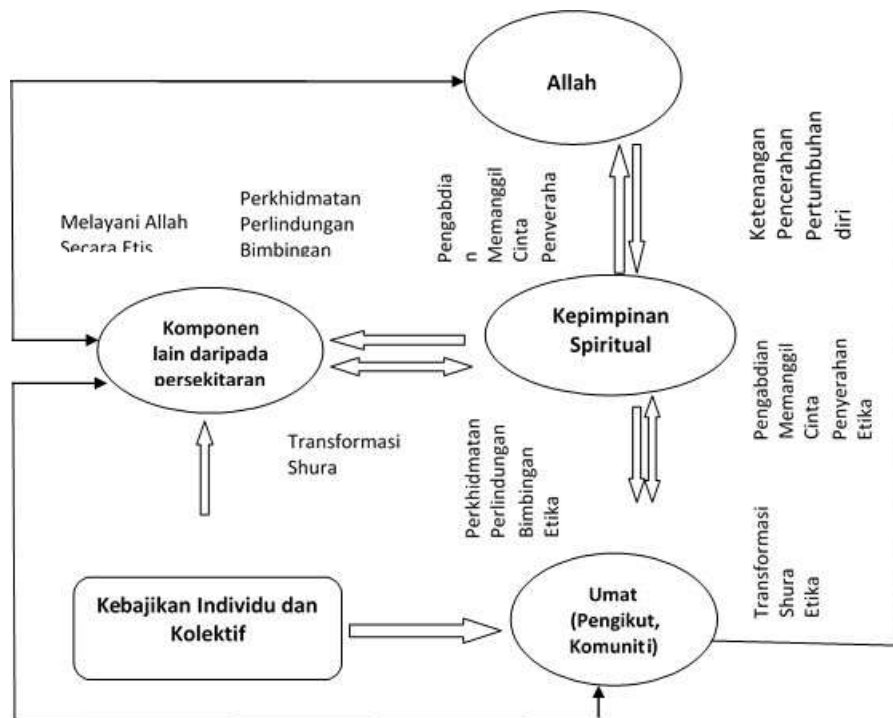 Allah
Ketenangan
Pencerahan
Pertumbuhan
diri
Pengabdia
n
Memanggil
Cinta
Penyeraha
Perkhidmatan
Perlindungan
Bimbingan
Melayani Allah
Secara Etis
Komponen
lain daripada
persekitaran
Kepimpinan
Spiritual
Pengabdian
Memanggil
Cinta
Penyerahan
Etika
Transformasi
Shura
Perkhidmatan
Perlindungan
Bimbingan
Etika
Transformasi
Shura
Etika
Kebajikan Individu dan
Kolektif
Umat
(Pengikut,
Komuniti)